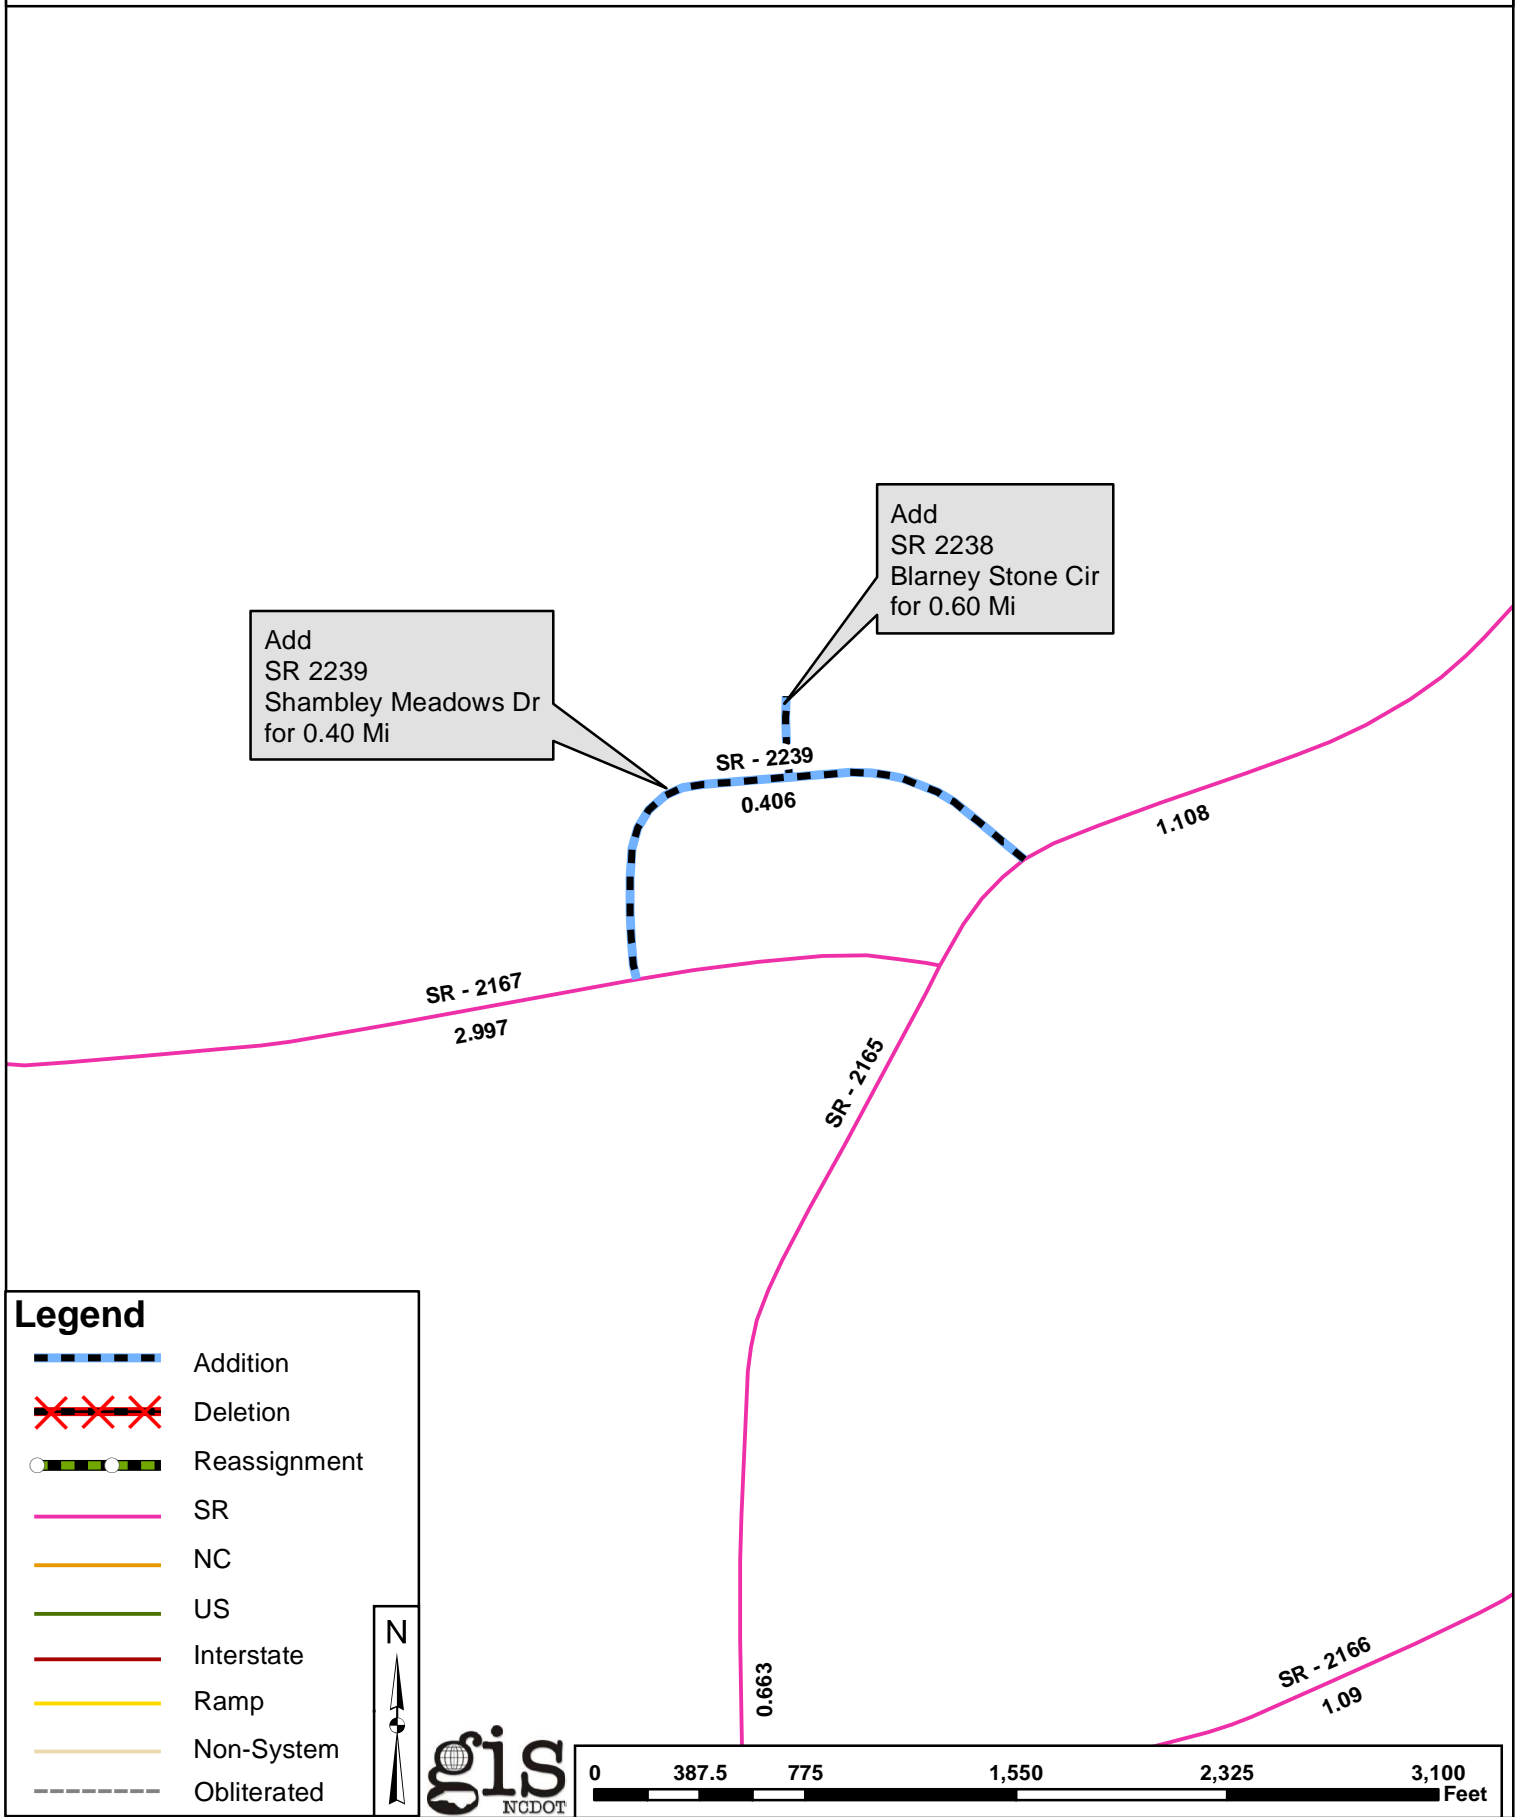 Add
SR 2238
Blarney Stone Cir
for 0.60 Mi
Add
SR 2239
Shambley Meadows Dr
for 0.40 Mi
SR - 2239
0.406
1.108
SR - 2167
2.997
SR - 2165
0.663
SR - 2166
1.09
Legend
Addition
Deletion
Reassignment
SR
NC
US
Interstate
Ramp
Non-System
Obliterated
N
gis
NCDOT
0 387.5 775 1,550 2,325 3,100
Feet